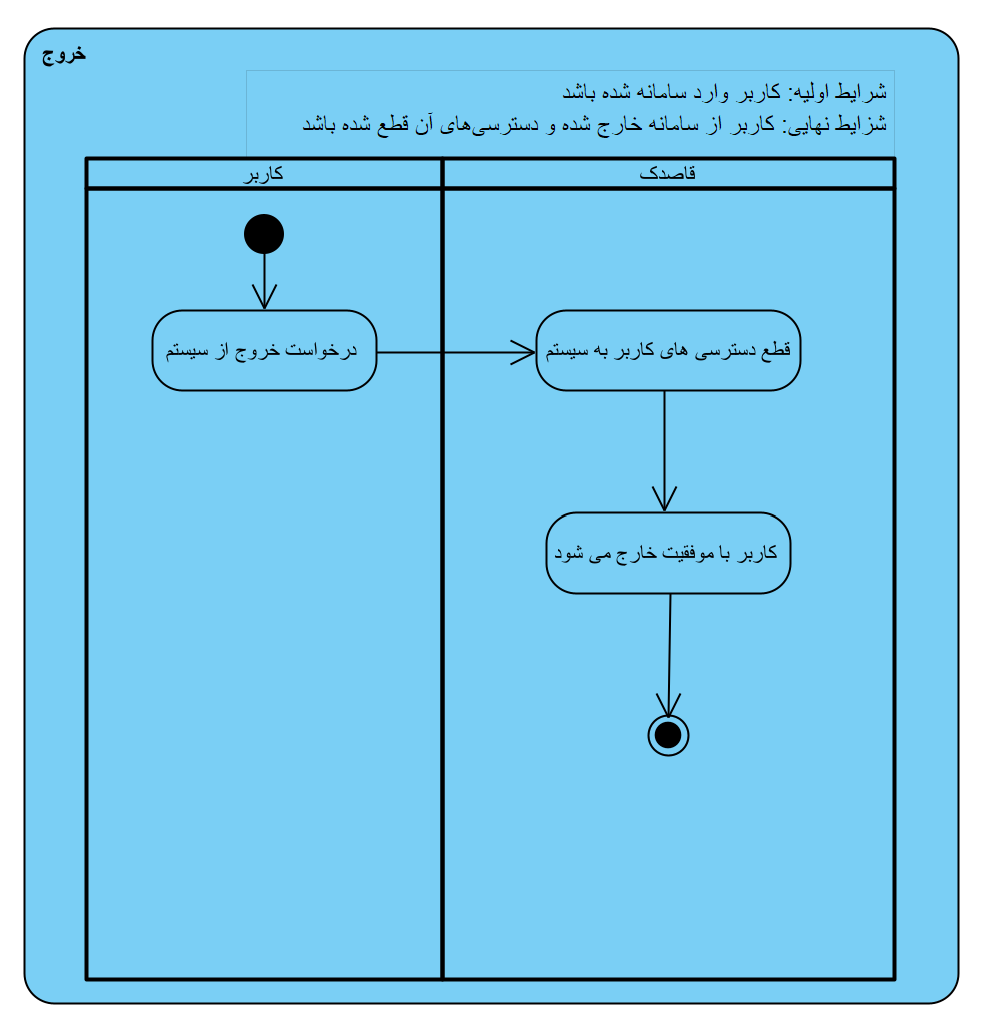 خروج
شرایط اولیه: کاربر وارد سامانه شده باشد
شزایط نهایی: کاربر از سامانه خارج شده و دسترسی‌های آن قطع شده باشد
قاصدک
کاربر
درخواست خروج از سیستم
قطع دسترسی های کاربر به سیستم
کاربر با موفقیت خارج می شود